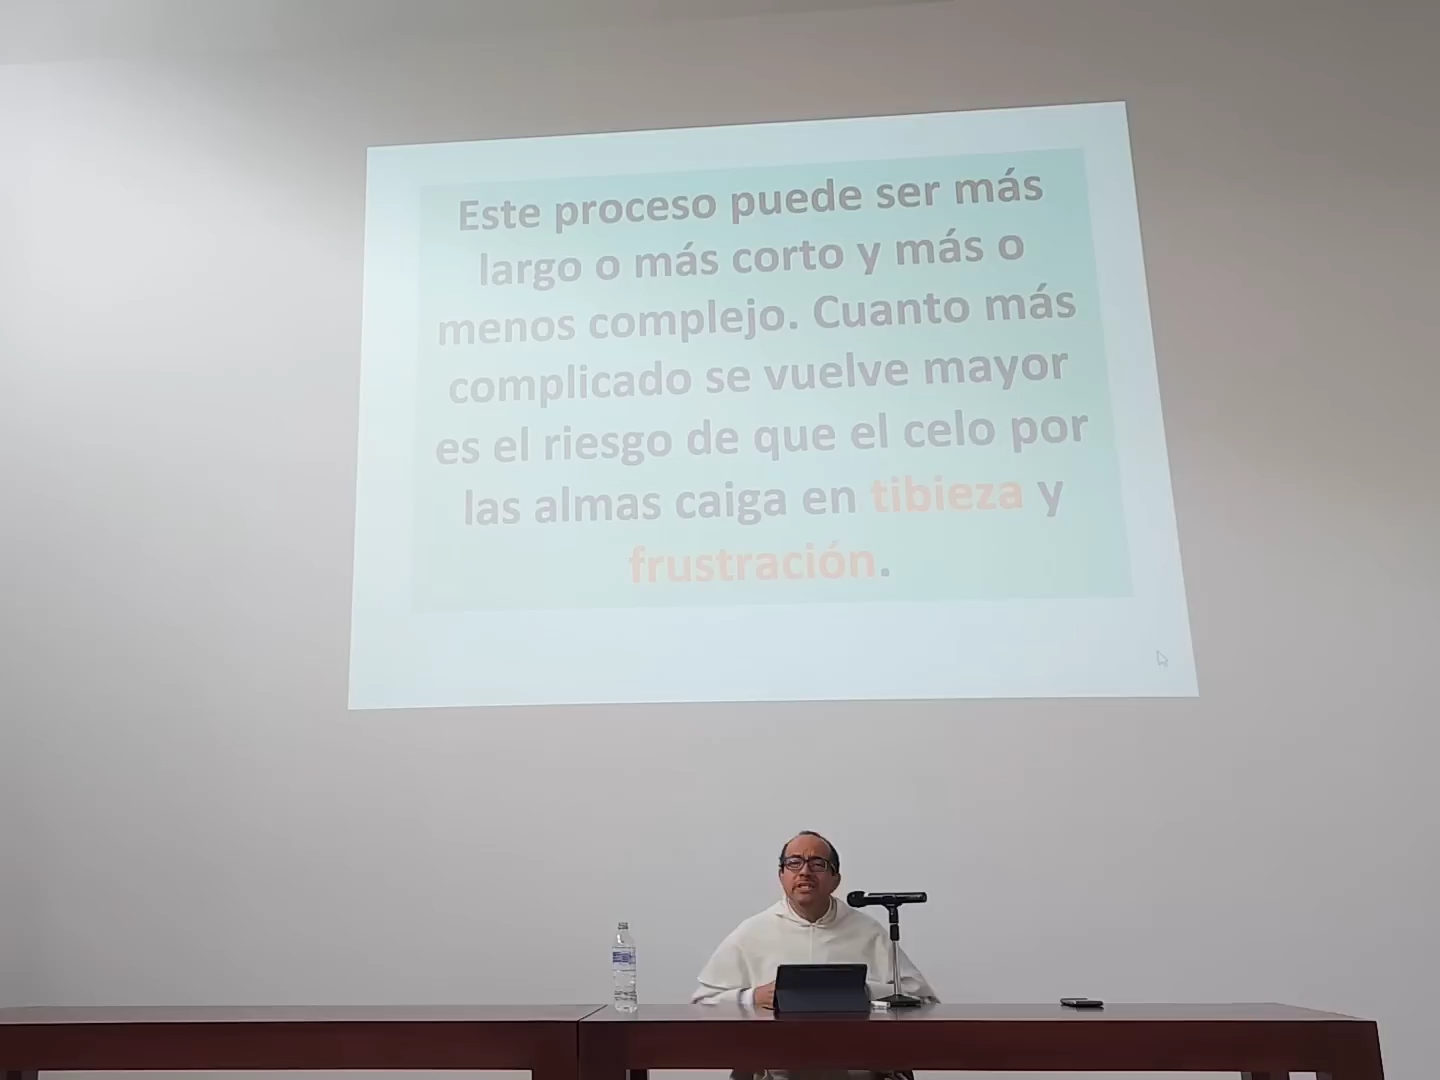 Este proceso puede ser más
largo o más corto y más o
menos complejo. Cuanto más
complicado se vuelve mayor
es el riesgo de que el celo por
las almas caiga en tibieza y
frustración.